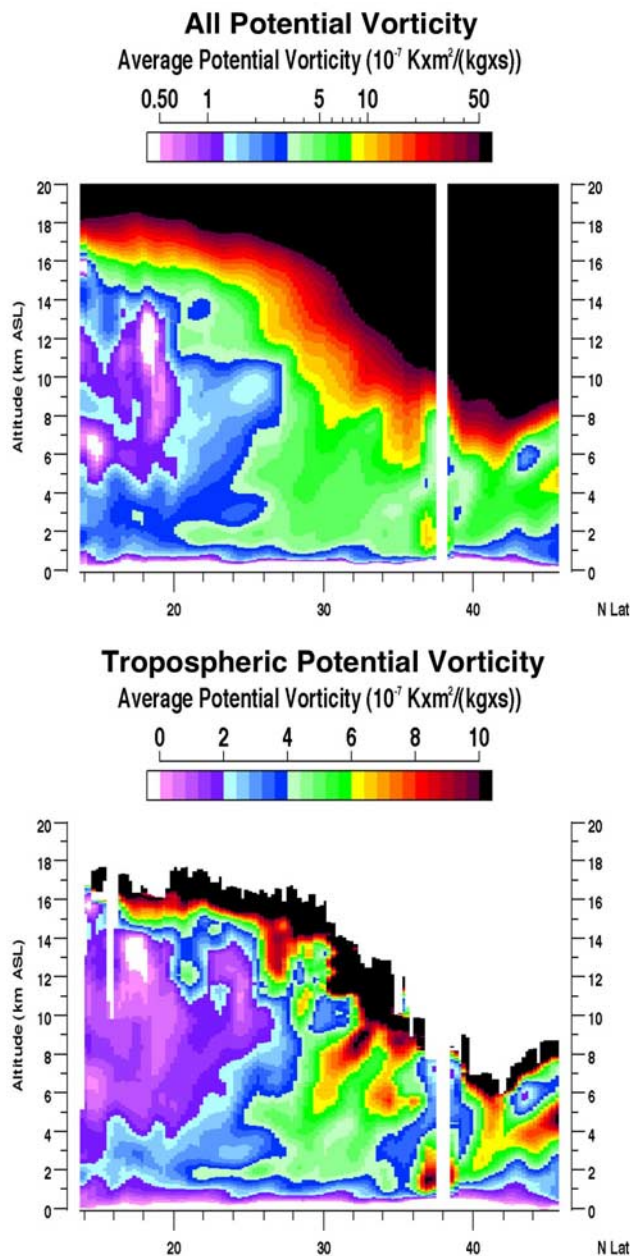 All Potential Vorticity
Average Potential Vorticity (10⁻⁷ Kxm²/(kgxs))
0.50 1 5 10 50
20 20
18 18
16 16
14 14
12 12
10 10
8 8
6 6
4 4
2 2
0 0
Altitude (km ASL)
20 30 40 N Lat
Tropospheric Potential Vorticity
Average Potential Vorticity (10⁻⁷ Kxm²/(kgxs))
0 2 4 6 8 10
20 20
18 18
16 16
14 14
12 12
10 10
8 8
6 6
4 4
2 2
0 0
Altitude (km ASL)
20 30 40 N Lat